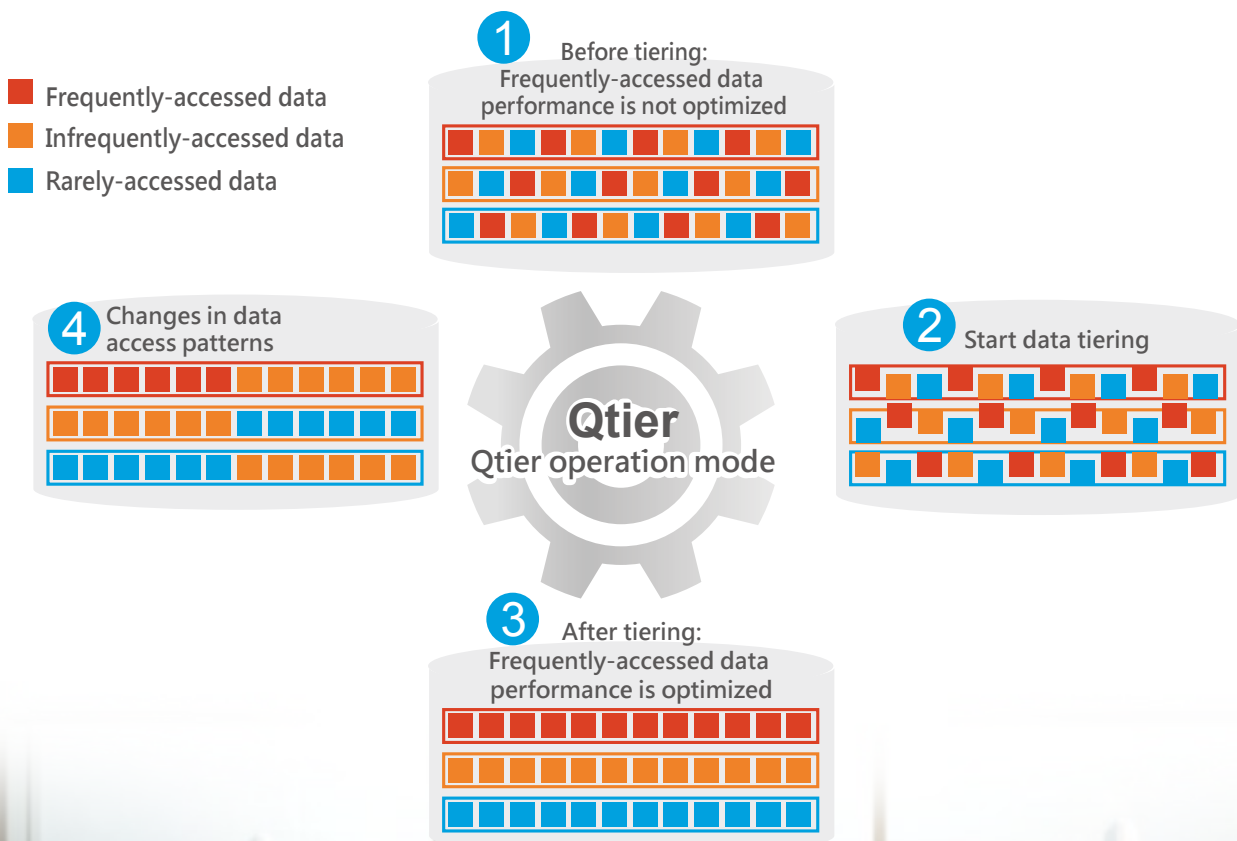 Frequently-accessed data
Infrequently-accessed data
Rarely-accessed data
1
Before tiering:
Frequently-accessed data
performance is not optimized
2
Start data tiering
3
After tiering:
Frequently-accessed data
performance is optimized
4
Changes in data
access patterns
Qtier
Qtier operation mode